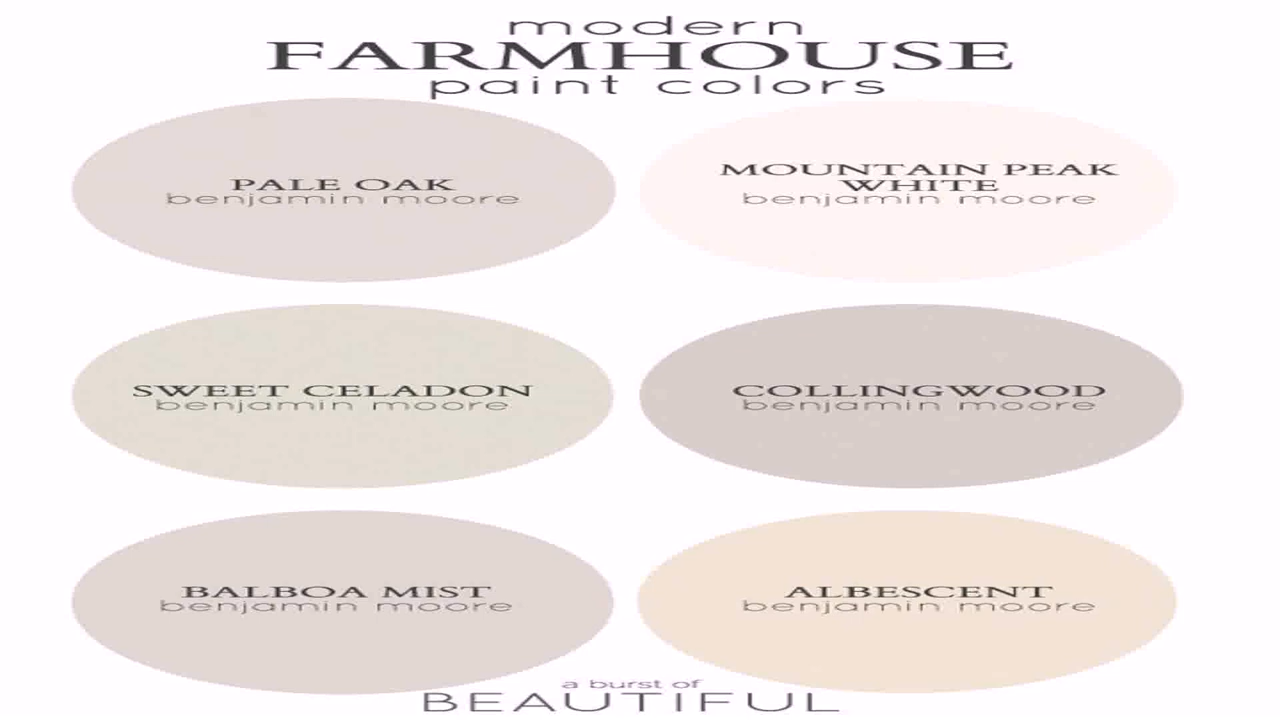 modern
FARMHOUSE
paint colors
PALE OAK
benjamin moore
MOUNTAIN PEAK
WHITE
benjamin moore
SWEET CELADON
benjamin moore
COLLINGWOOD
benjamin moore
BALBOA MIST
benjamin moore
ALBESCENT
benjamin moore
a burst of
BEAUTIFUL